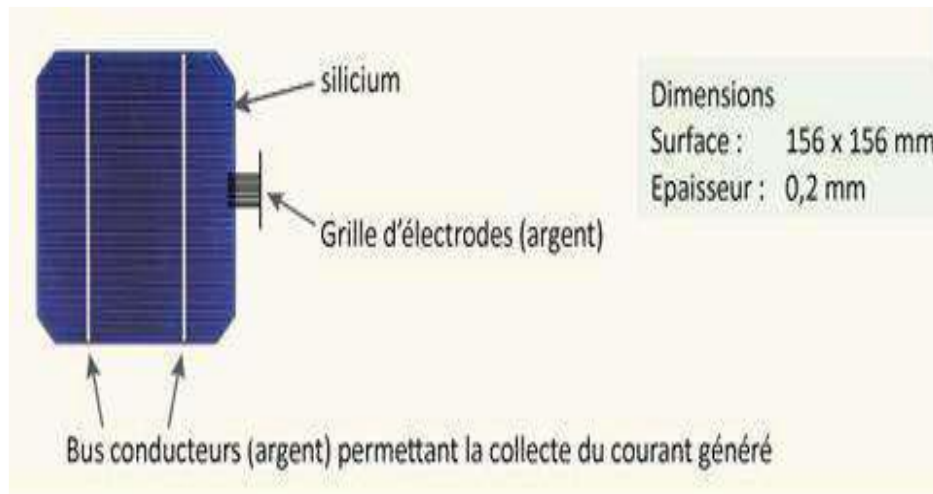 silicium
Dimensions
Surface : 156 x 156 mm
Epaisseur : 0,2 mm
Grille d'électrodes (argent)
Bus conducteurs (argent) permettant la collecte du courant généré